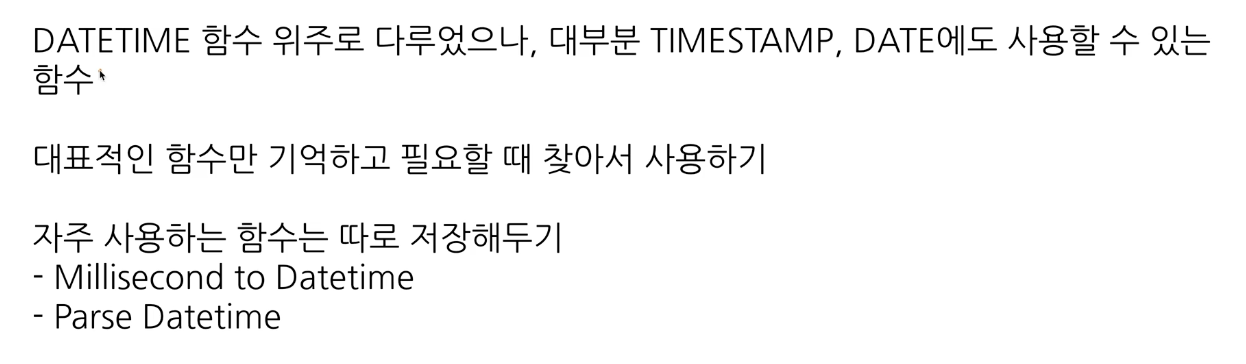 DATETIME 함수 위주로 다루었으나, 대부분 TIMESTAMP, DATE에도 사용할 수 있는
함수
대표적인 함수만 기억하고 필요할 때 찾아서 사용하기
자주 사용하는 함수는 따로 저장해두기
- Millisecond to Datetime
- Parse Datetime